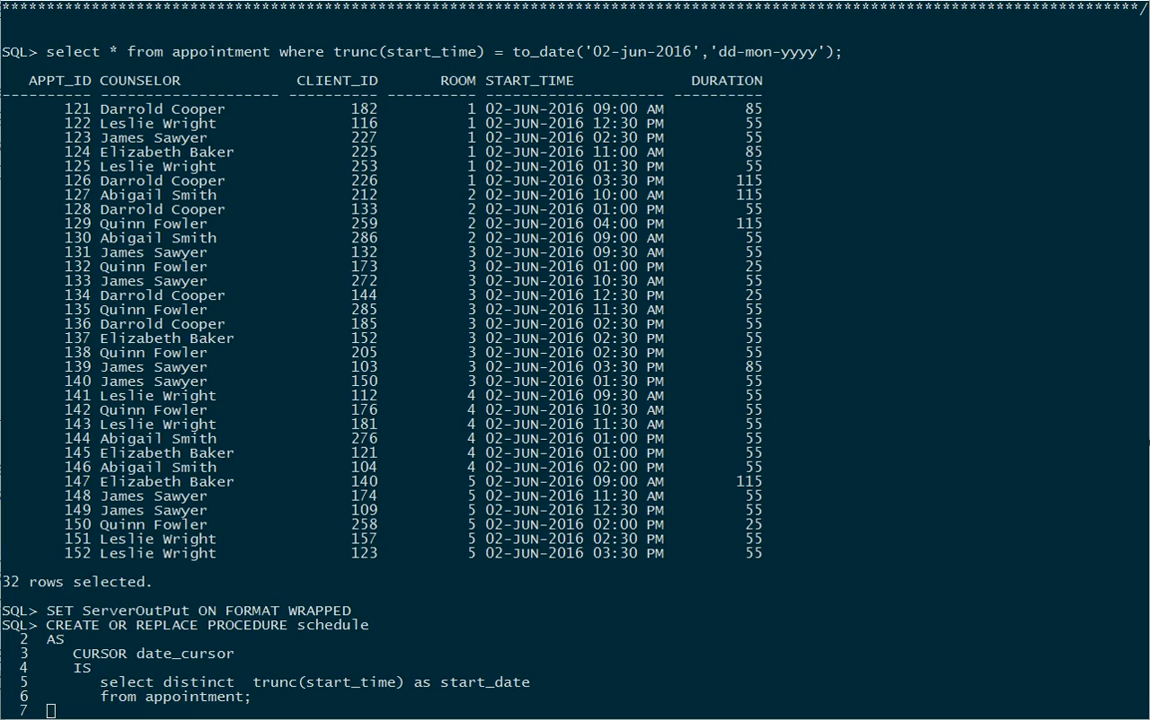 ******************************************************************************************************************************/
SQL> select * from appointment where trunc(start_time) = to_date('02-jun-2016','dd-mon-yyyy');
APPT_ID COUNSELOR CLIENT_ID ROOM START_TIME DURATION
---------- -------------------- ---------- ---------- -------------------- ----------
121 Darrold Cooper 182 1 02-JUN-2016 09:00 AM 85
122 Leslie Wright 116 1 02-JUN-2016 12:30 PM 55
123 James Sawyer 227 1 02-JUN-2016 02:30 PM 55
124 Elizabeth Baker 225 1 02-JUN-2016 11:00 AM 85
125 Leslie Wright 253 1 02-JUN-2016 01:30 PM 55
126 Darrold Cooper 226 1 02-JUN-2016 03:30 PM 115
127 Abigail Smith 212 2 02-JUN-2016 10:00 AM 115
128 Darrold Cooper 133 2 02-JUN-2016 01:00 PM 55
129 Quinn Fowler 259 2 02-JUN-2016 04:00 PM 115
130 Abigail Smith 286 2 02-JUN-2016 09:00 AM 55
131 James Sawyer 132 3 02-JUN-2016 09:30 AM 55
132 Quinn Fowler 173 3 02-JUN-2016 01:00 PM 25
133 James Sawyer 272 3 02-JUN-2016 10:30 AM 55
134 Darrold Cooper 144 3 02-JUN-2016 12:30 PM 25
135 Quinn Fowler 285 3 02-JUN-2016 11:30 AM 55
136 Darrold Cooper 185 3 02-JUN-2016 02:30 PM 55
137 Elizabeth Baker 152 3 02-JUN-2016 02:30 PM 55
138 Quinn Fowler 205 3 02-JUN-2016 02:30 PM 55
139 James Sawyer 103 3 02-JUN-2016 03:30 PM 85
140 James Sawyer 150 3 02-JUN-2016 01:30 PM 55
141 Leslie Wright 112 4 02-JUN-2016 09:30 AM 55
142 Quinn Fowler 176 4 02-JUN-2016 10:30 AM 55
143 Leslie Wright 181 4 02-JUN-2016 11:30 AM 55
144 Abigail Smith 276 4 02-JUN-2016 01:00 PM 55
145 Elizabeth Baker 121 4 02-JUN-2016 01:00 PM 55
146 Abigail Smith 104 4 02-JUN-2016 02:00 PM 55
147 Elizabeth Baker 140 5 02-JUN-2016 09:00 AM 115
148 James Sawyer 174 5 02-JUN-2016 11:30 AM 55
149 James Sawyer 109 5 02-JUN-2016 12:30 PM 55
150 Quinn Fowler 258 5 02-JUN-2016 02:00 PM 25
151 Leslie Wright 157 5 02-JUN-2016 02:30 PM 55
152 Leslie Wright 123 5 02-JUN-2016 03:30 PM 55
32 rows selected.
SQL> SET ServerOutPut ON FORMAT WRAPPED
SQL> CREATE OR REPLACE PROCEDURE schedule
2 AS
3 CURSOR date_cursor
4 IS
5 select distinct trunc(start_time) as start_date
6 from appointment;
7